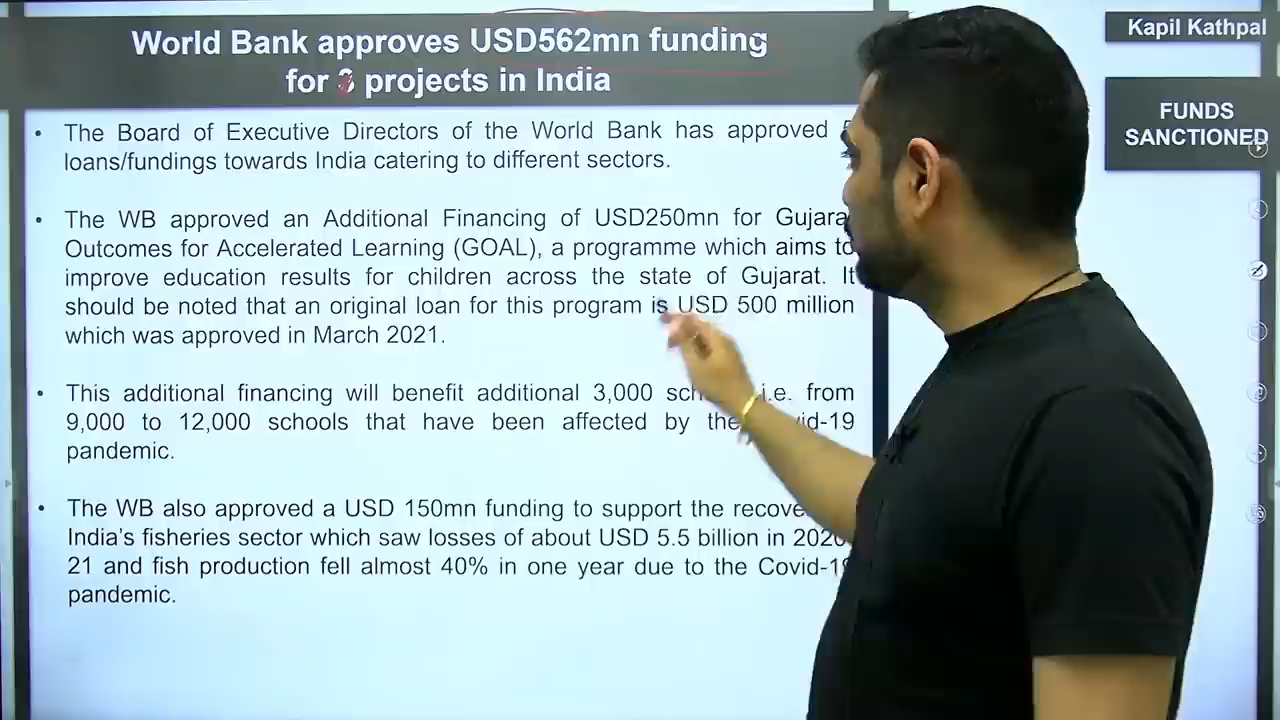 World Bank approves USD562mn funding
for 3 projects in India
Kapil Kathpal
FUNDS
SANCTIONED
• The Board of Executive Directors of the World Bank has approved
loans/fundings towards India catering to different sectors.
• The WB approved an Additional Financing of USD250mn for
Outcomes for Accelerated Learning (GOAL), a programme which aims to
improve education results for children across the state of Gujarat. It
should be noted that an original loan for this program is USD 500 million
which was approved in March 2021.
• This additional financing will benefit additional 3,000 i.e. from
9,000 to 12,000 schools that have been affected by the
pandemic.
• The WB also approved a USD 150mn funding to support the
India's fisheries sector which saw losses of about USD 5.5 billion in
21 and fish production fell almost 40% in one year due to the
pandemic.